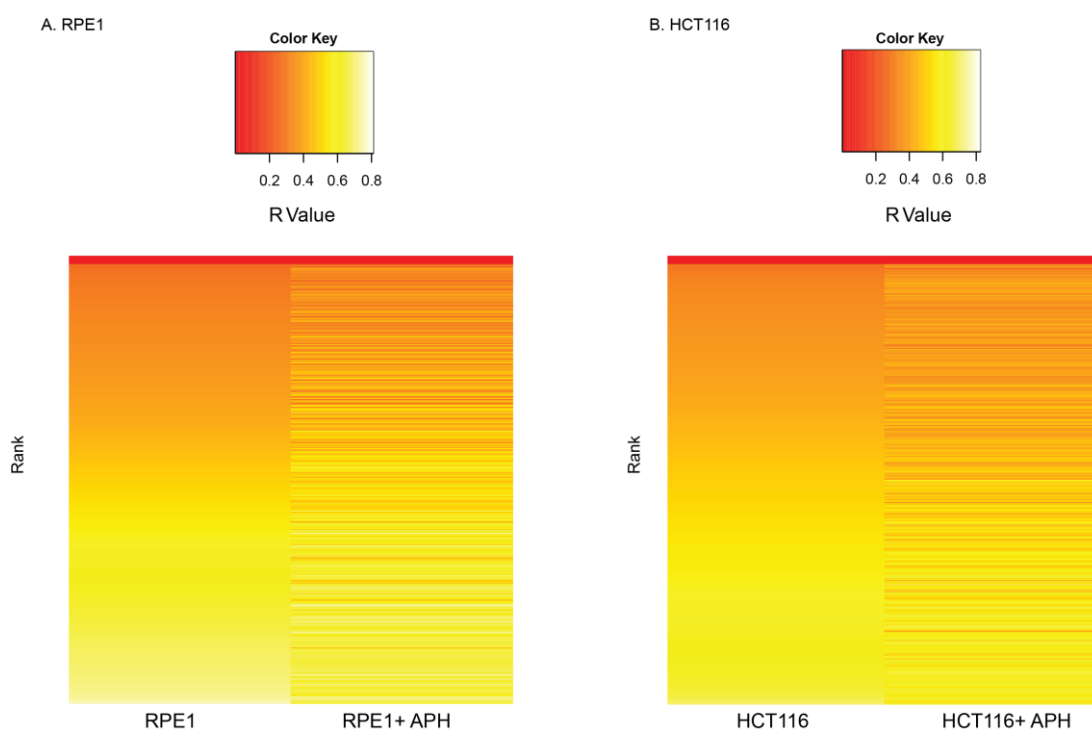 A. RPE1
Color Key
0.2 0.4 0.6 0.8
R Value
Rank
RPE1
RPE1+ APH
B. HCT116
Color Key
0.2 0.4 0.6 0.8
R Value
Rank
HCT116
HCT116+ APH